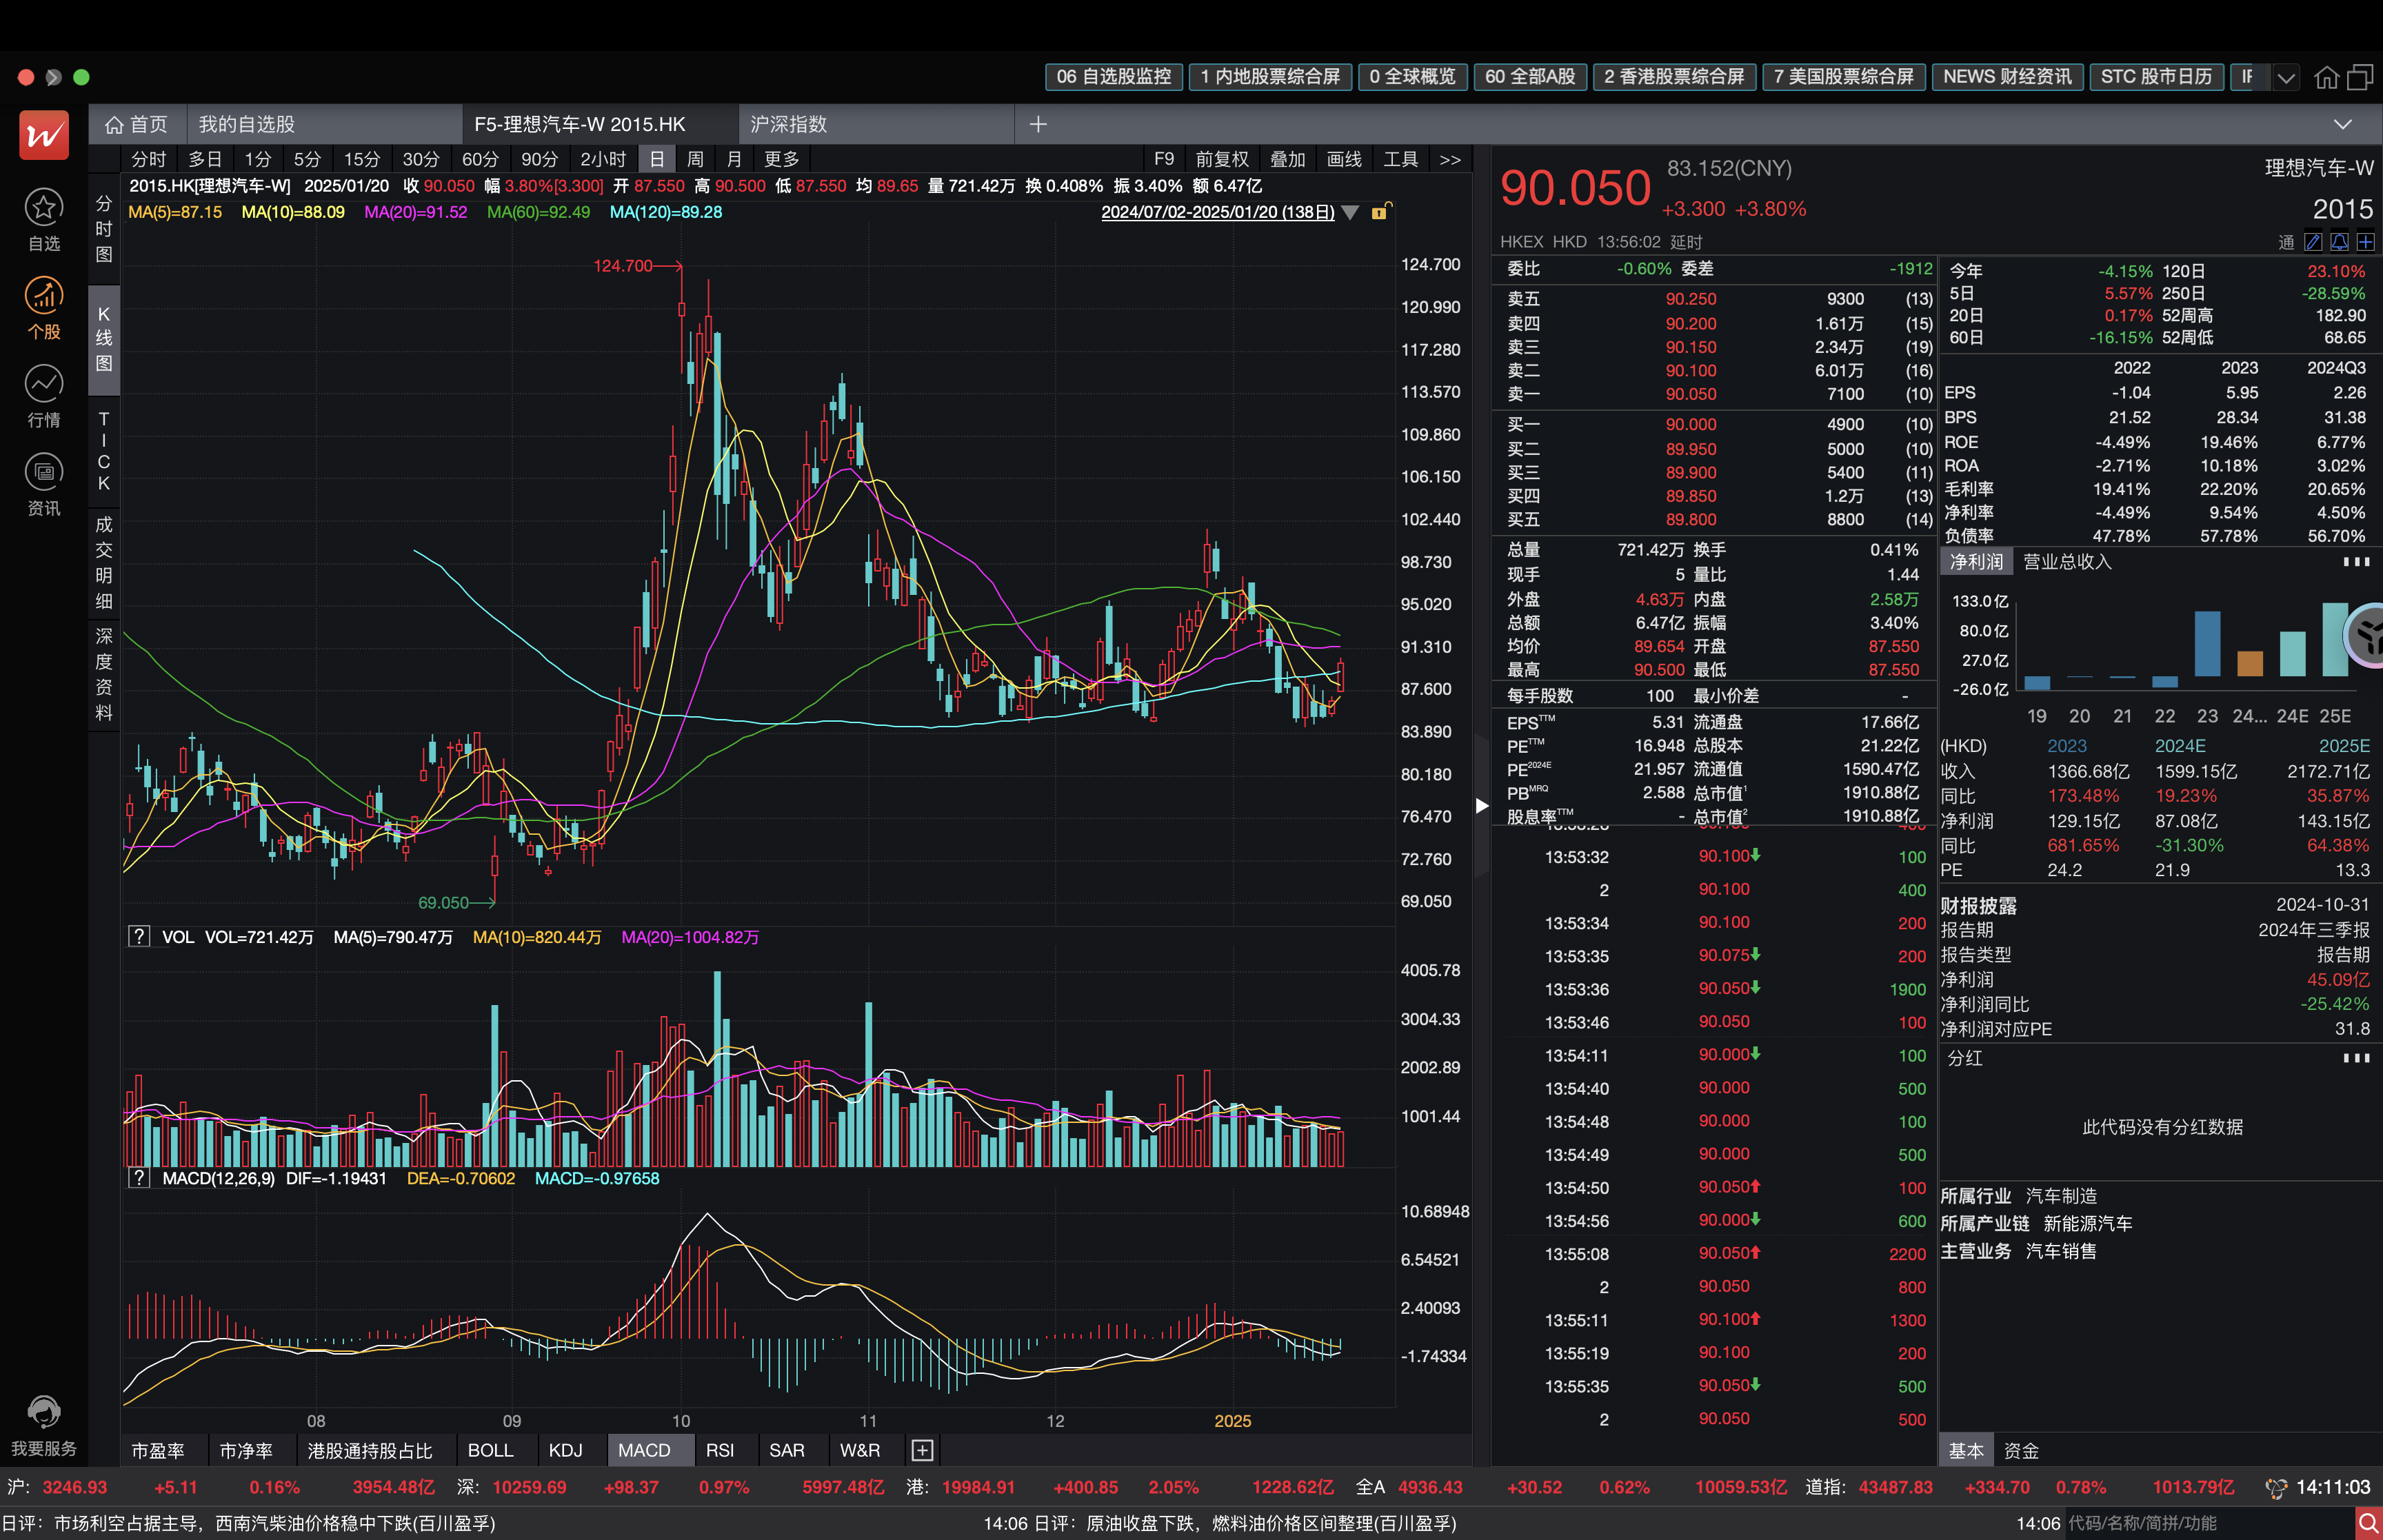 06 自选股监控 1 内地股票综合屏 0 全球概览 60 全部A股 2 香港股票综合屏 7 美国股票综合屏 NEWS 财经资讯 STC 股市日历
首页 我的自选股 F5-理想汽车-W 2015.HK 沪深指数
自选
个股
行情
资讯
我要服务
分时图
K线图
TICK
成交明细
深度资料
分时 多日 1分 5分 15分 30分 60分 90分 2小时 日 周 月 更多 F9 前复权 叠加 画线 工具 >>
2015.HK[理想汽车-W] 2025/01/20 收 90.050 幅 3.80%[3.300] 开 87.550 高 90.500 低 87.550 均 89.65 量 721.42万 换 0.408% 振 3.40% 额 6.47亿
MA(5)=87.15 MA(10)=88.09 MA(20)=91.52 MA(60)=92.49 MA(120)=89.28 2024/07/02-2025/01/20 (138日)
124.700
69.050
124.700
120.990
117.280
113.570
109.860
106.150
102.440
98.730
95.020
91.310
87.600
83.890
80.180
76.470
72.760
69.050
? VOL VOL=721.42万 MA(5)=790.47万 MA(10)=820.44万 MA(20)=1004.82万
4005.78
3004.33
2002.89
1001.44
? MACD(12,26,9) DIF=-1.19431 DEA=-0.70602 MACD=-0.97658
10.68948
6.54521
2.40093
-1.74334
08 09 10 11 12 2025
市盈率 市净率 港股通持股占比 BOLL KDJ MACD RSI SAR W&R
90.050 83.152(CNY)
+3.300 +3.80%
HKEX HKD 13:56:02 延时
理想汽车-W
2015
通
委比 -0.60% 委差 -1912
卖五 90.250 9300 (13)
卖四 90.200 1.61万 (15)
卖三 90.150 2.34万 (19)
卖二 90.100 6.01万 (16)
卖一 90.050 7100 (10)
买一 90.000 4900 (10)
买二 89.950 5000 (10)
买三 89.900 5400 (11)
买四 89.850 1.2万 (13)
买五 89.800 8800 (14)
总量 721.42万 换手 0.41%
现手 5 量比 1.44
外盘 4.63万 内盘 2.58万
总额 6.47亿 振幅 3.40%
均价 89.654 开盘 87.550
最高 90.500 最低 87.550
每手股数 100 最小价差 -
EPSTTM 5.31 流通盘 17.66亿
PETTM 16.948 总股本 21.22亿
PE2024E 21.957 流通值 1590.47亿
PBMRQ 2.588 总市值1 1910.88亿
股息率TTM - 总市值2 1910.88亿
13:53:32 90.100 100
2 90.100 400
13:53:34 90.100 200
13:53:35 90.075 200
13:53:36 90.050 1900
13:53:46 90.050 100
13:54:11 90.000 100
13:54:40 90.000 500
13:54:48 90.000 100
13:54:49 90.000 500
13:54:50 90.050 100
13:54:56 90.000 600
13:55:08 90.050 2200
2 90.050 800
13:55:11 90.100 1300
13:55:19 90.100 200
13:55:35 90.050 500
2 90.050 500
今年 -4.15% 120日 23.10%
5日 5.57% 250日 -28.59%
20日 0.17% 52周高 182.90
60日 -16.15% 52周低 68.65
2022 2023 2024Q3
EPS -1.04 5.95 2.26
BPS 21.52 28.34 31.38
ROE -4.49% 19.46% 6.77%
ROA -2.71% 10.18% 3.02%
毛利率 19.41% 22.20% 20.65%
净利率 -4.49% 9.54% 4.50%
负债率 47.78% 57.78% 56.70%
净利润 营业总收入
133.0亿
80.0亿
27.0亿
-26.0亿
19 20 21 22 23 24... 24E 25E
(HKD) 2023 2024E 2025E
收入 1366.68亿 1599.15亿 2172.71亿
同比 173.48% 19.23% 35.87%
净利润 129.15亿 87.08亿 143.15亿
同比 681.65% -31.30% 64.38%
PE 24.2 21.9 13.3
财报披露 2024-10-31
报告期 2024年三季报
报告类型 报告期
净利润 45.09亿
净利润同比 -25.42%
净利润对应PE 31.8
分红
此代码没有分红数据
所属行业 汽车制造
所属产业链 新能源汽车
主营业务 汽车销售
基本 资金
沪: 3246.93 +5.11 0.16% 3954.48亿 深: 10259.69 +98.37 0.97% 5997.48亿 港: 19984.91 +400.85 2.05% 1228.62亿 全A 4936.43 +30.52 0.62% 10059.53亿 道指: 43487.83 +334.70 0.78% 1013.79亿 14:11:03
日评：市场利空占据主导，西南汽柴油价格稳中下跌(百川盈孚) 14:06 日评：原油收盘下跌，燃料油价格区间整理(百川盈孚) 14:06 代码/名称/简拼/功能